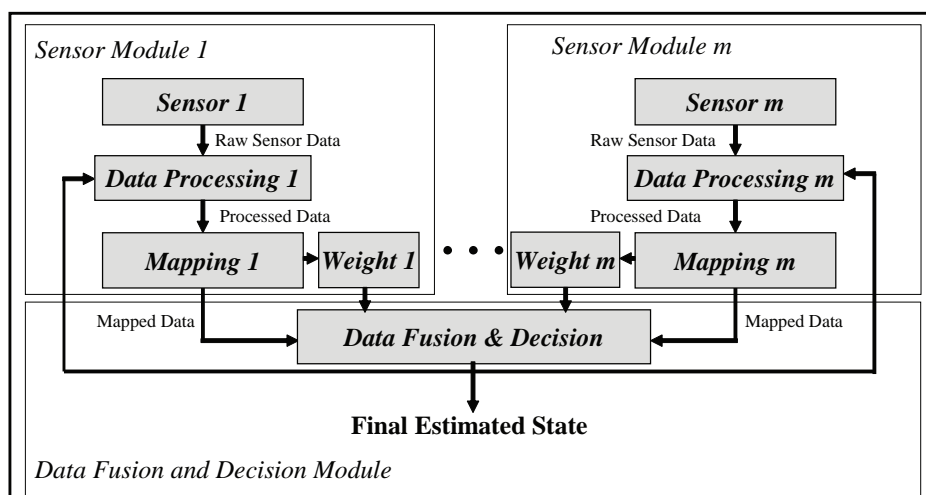 Sensor Module 1
Sensor Module m
Sensor 1
Sensor m
Raw Sensor Data
Raw Sensor Data
Data Processing 1
Data Processing m
Processed Data
Processed Data
Mapping 1
Weight 1
• • •
Weight m
Mapping m
Mapped Data
Data Fusion & Decision
Mapped Data
Final Estimated State
Data Fusion and Decision Module